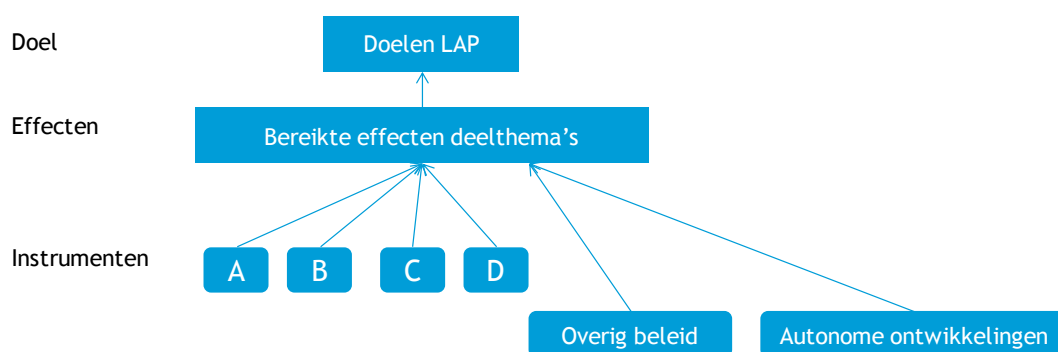 Doel
Doelen LAP
Effecten
Bereikte effecten deelthema's
Instrumenten
A
B
C
D
Overig beleid
Autonome ontwikkelingen